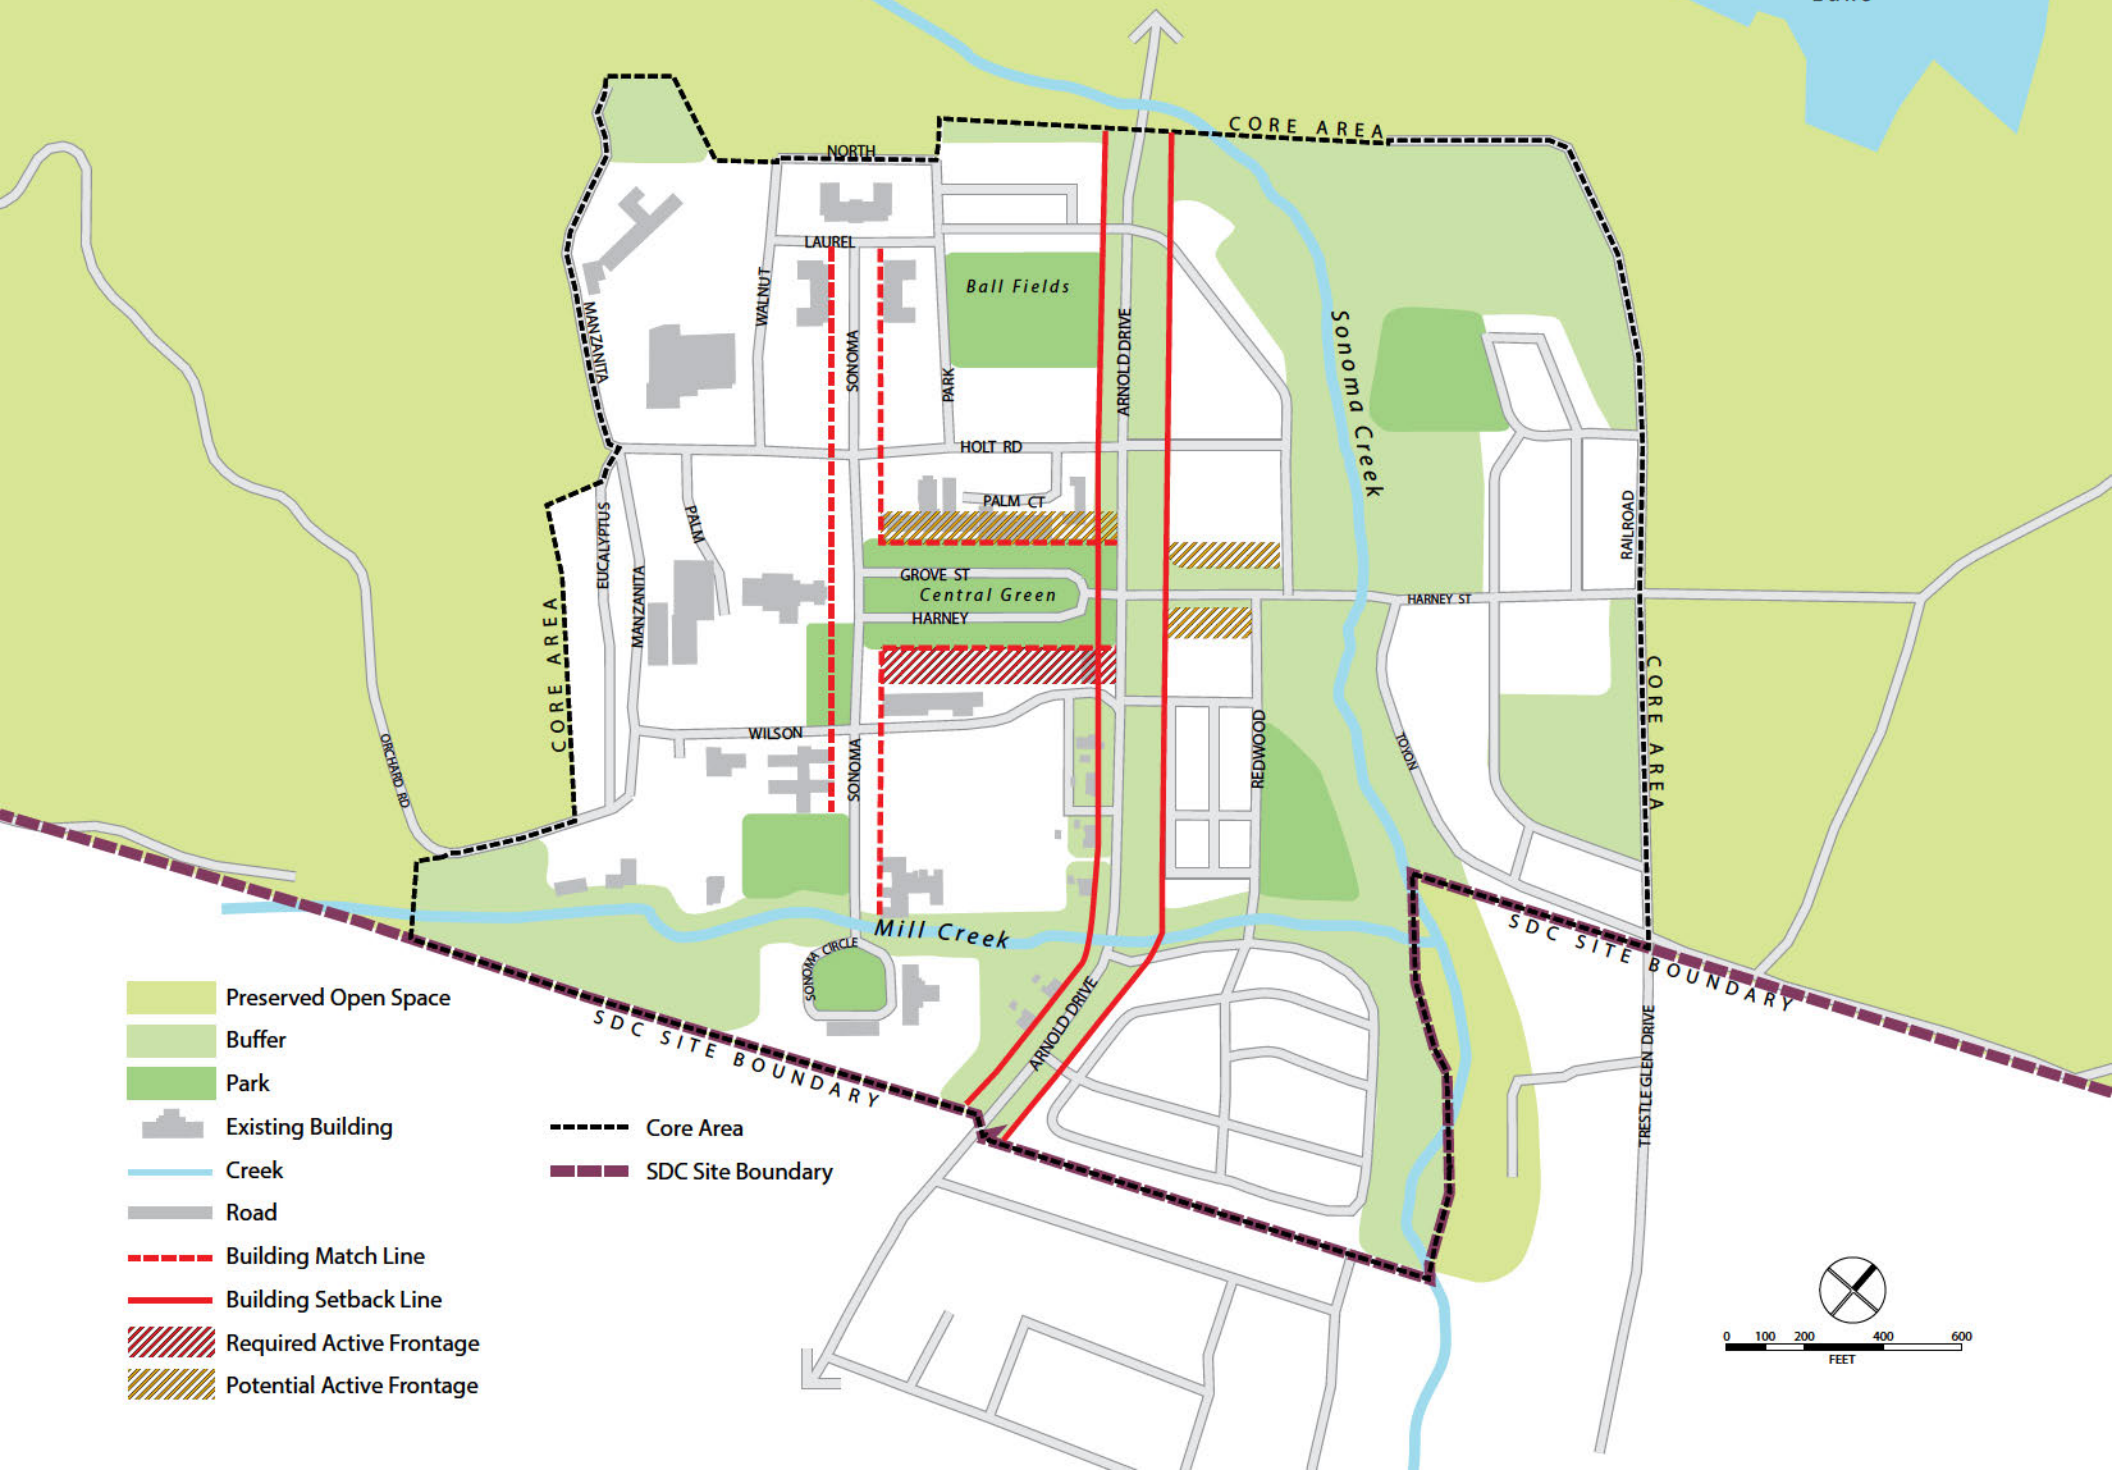 CORE AREA
NORTH
LAUREL
Ball Fields
WALNUT
MANZANITA
SONOMA
PARK
ARNOLD DRIVE
Sonoma Creek
HOLT RD
PALM CT
PALM
EUCALYPTUS
MANZANITA
RAILROAD
GROVE ST
Central Green
HARNEY
HARNEY ST
CORE AREA
CORE AREA
ORCHARD RD
WILSON
SONOMA
REDWOOD
TOYON
Mill Creek
SONOMA CIRCLE
ARNOLD DRIVE
SDC SITE BOUNDARY
SDC SITE BOUNDARY
TRESTLE GLEN DRIVE
Preserved Open Space
Buffer
Park
Existing Building
Creek
Road
Building Match Line
Building Setback Line
Required Active Frontage
Potential Active Frontage
Core Area
SDC Site Boundary
0 100 200 400 600
FEET